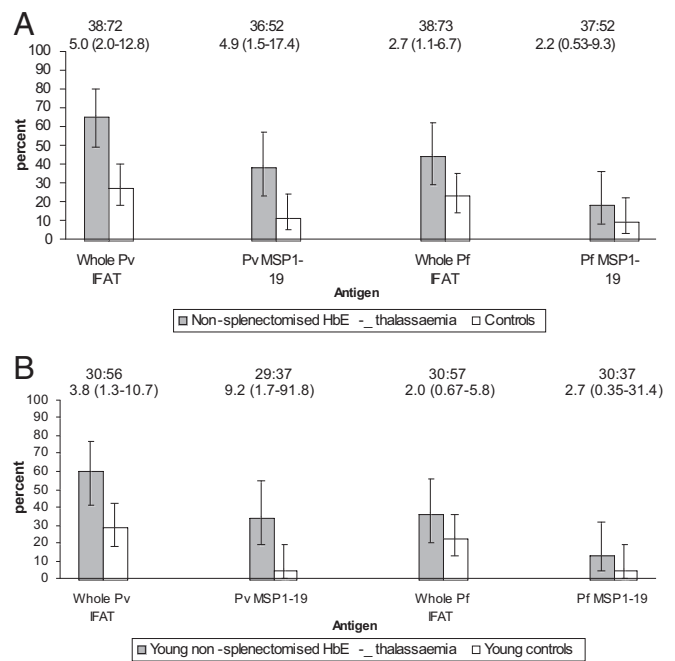 A
38:72 36:52 38:73 37:52
5.0 (2.0-12.8) 4.9 (1.5-17.4) 2.7 (1.1-6.7) 2.2 (0.53-9.3)
100
90
80
70
60
50
40
30
20
10
0
percent
Whole Pv Pv MSP1- Whole Pf Pf MSP1-
IFAT 19 IFAT 19
Antigen
Non-splenectomised HbE -_ thalassaemia Controls
B
30:56 29:37 30:57 30:37
3.8 (1.3-10.7) 9.2 (1.7-91.8) 2.0 (0.67-5.8) 2.7 (0.35-31.4)
100
90
80
70
60
50
40
30
20
10
0
percent
Whole Pv Pv MSP1-19 Whole Pf Pf MSP1-19
IFAT IFAT
Antigen
Young non -splenectomised HbE -_ thalassaemia Young controls